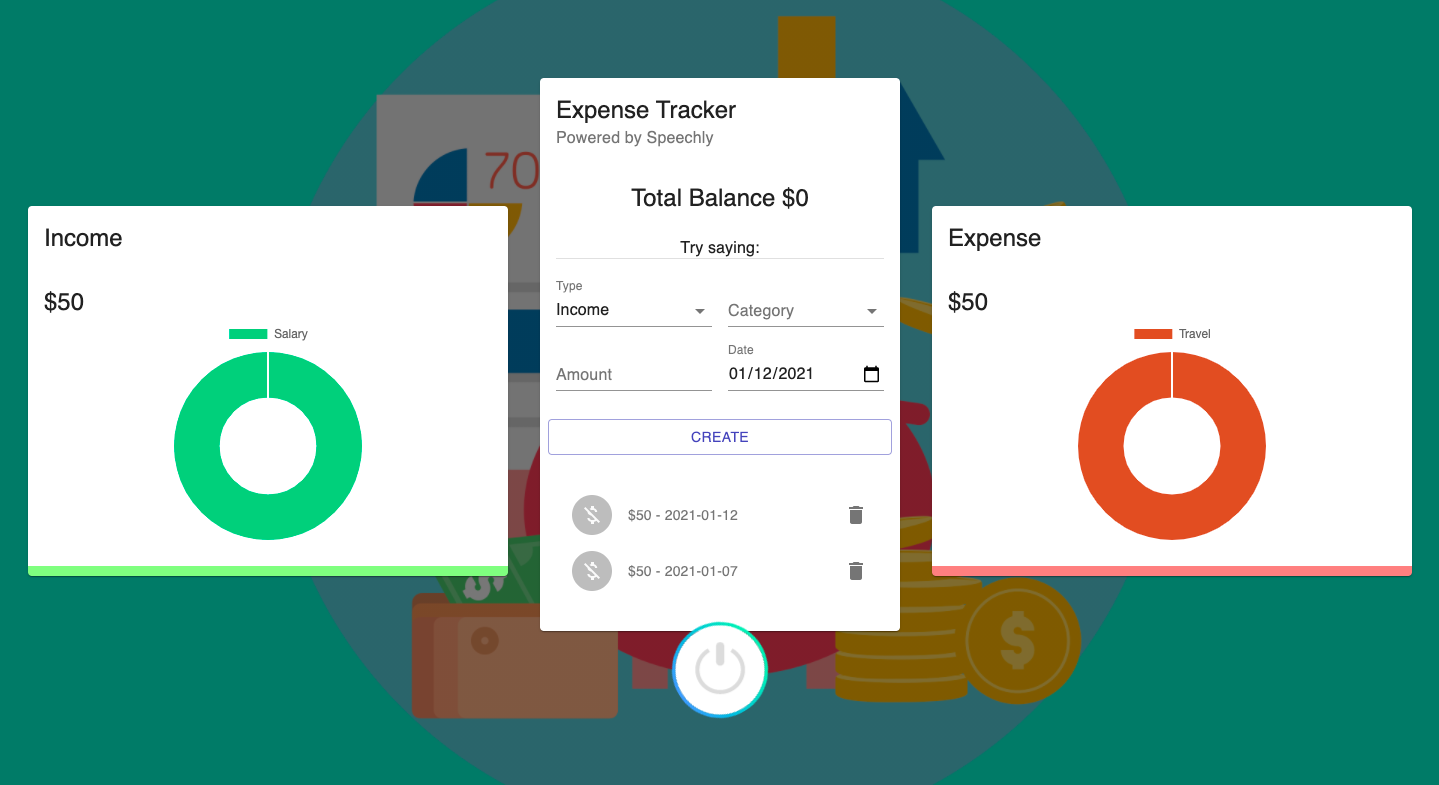 Expense Tracker
Powered by Speechly
Total Balance $0
Try saying:
Type
Income
Category
Amount
Date
01/12/2021
CREATE
$50 - 2021-01-12
$50 - 2021-01-07
Income
$50
Salary
Expense
$50
Travel
70
$
$